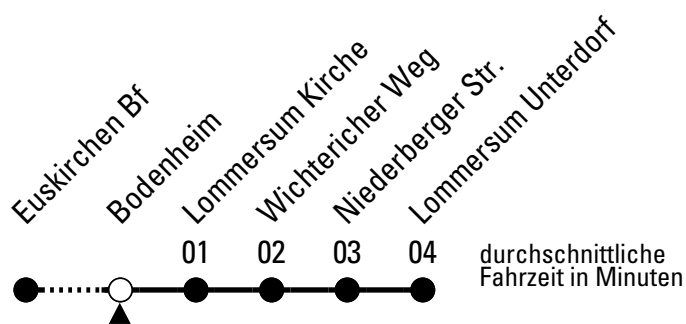 Euskirchen Bf
Bodenheim
Lommersum Kirche
Wichtericher Weg
Niederberger Str.
Lommersum Unterdorf
01 02 03 04
durchschnittliche
Fahrzeit in Minuten